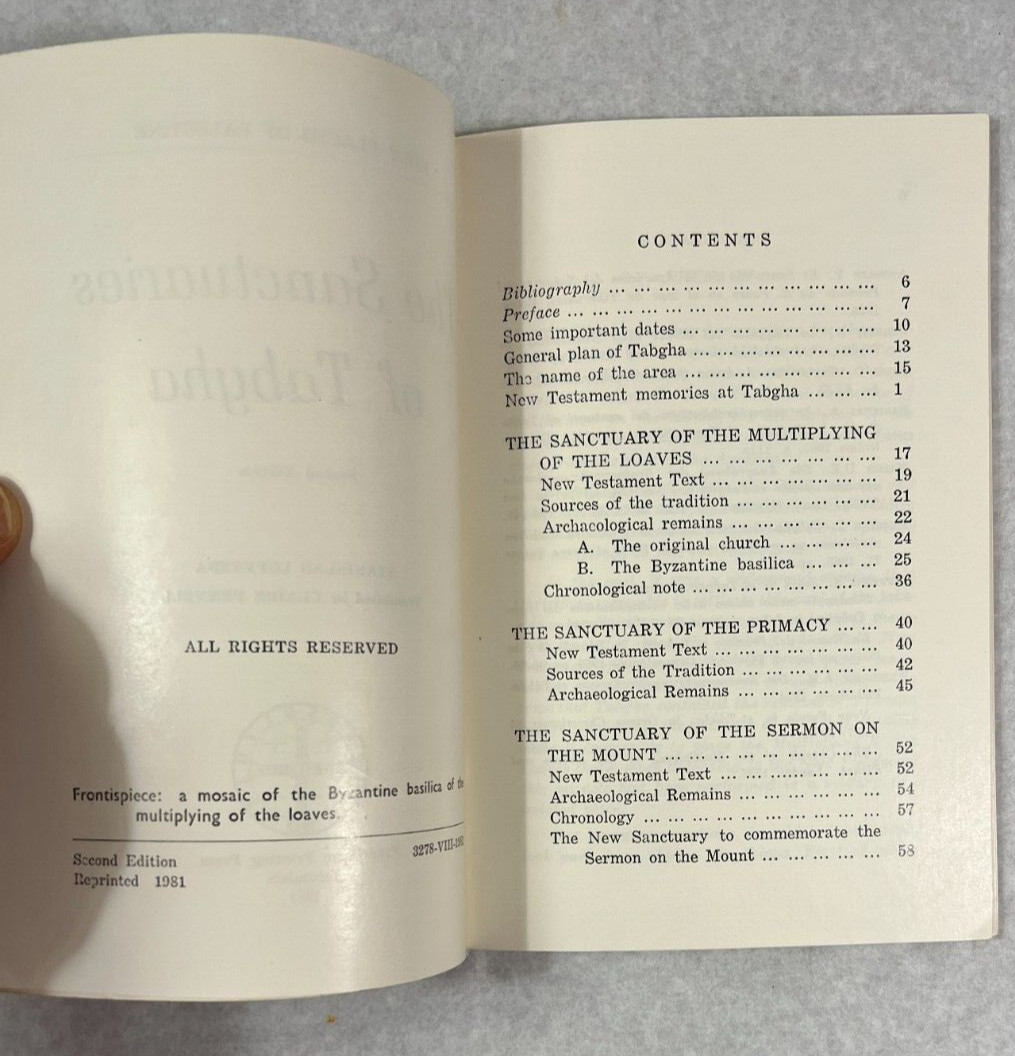 ALL RIGHTS RESERVED
Frontispiece: a mosaic of the Byzantine basilica of the
multiplying of the loaves.
3278-VIII-
Second Edition
Reprinted 1981
CONTENTS
Bibliography ... ... ... ... ... ... ... ... ... ... ... 6
Preface ... ... ... ... ... ... ... ... ... ... ... ... ... 7
Some important dates ... ... ... ... ... ... ... ... 10
General plan of Tabgha ... ... ... ... ... ... ... ... 13
The name of the area ... ... ... ... ... ... ... ... 15
New Testament memories at Tabgha ... ... ... 1
THE SANCTUARY OF THE MULTIPLYING
OF THE LOAVES ... ... ... ... ... ... ... 17
New Testament Text ... ... ... ... ... ... ... 19
Sources of the tradition ... ... ... ... ... ... 21
Archaeological remains ... ... ... ... ... ... 22
A. The original church ... ... ... ... 24
B. The Byzantine basilica ... ... ... 25
Chronological note ... ... ... ... ... ... ... ... 36
THE SANCTUARY OF THE PRIMACY ... ... 40
New Testament Text ... ... ... ... ... ... ... 40
Sources of the Tradition ... ... ... ... ... ... 42
Archaeological Remains ... ... ... ... ... ... 45
THE SANCTUARY OF THE SERMON ON
THE MOUNT ... ... ... ... ... ... ... ... ... 52
New Testament Text ... ... ...... ... ... ... 52
Archaeological Remains ... ... ... ... ... ... 54
Chronology ... ... ... ... ... ... ... ... ... ... 57
The New Sanctuary to commemorate the
Sermon on the Mount ... ... ... ... ... 58